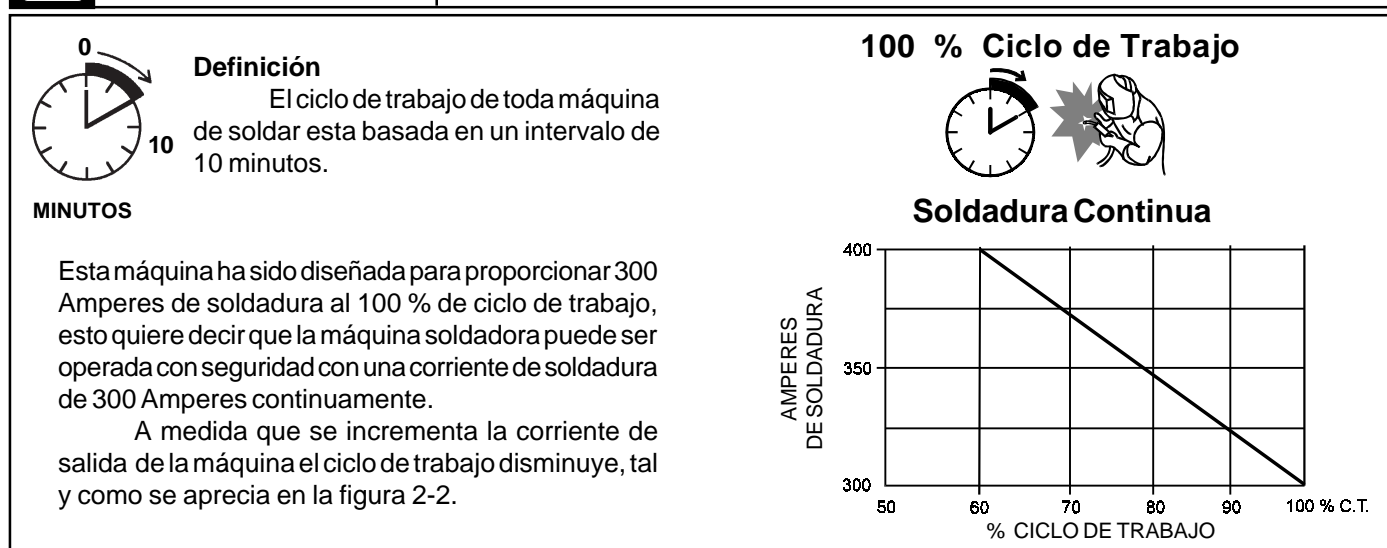 0
10
MINUTOS
Definición
El ciclo de trabajo de toda máquina
de soldar esta basada en un intervalo de
10 minutos.
Esta máquina ha sido diseñada para proporcionar 300
Amperes de soldadura al 100 % de ciclo de trabajo,
esto quiere decir que la máquina soldadora puede ser
operada con seguridad con una corriente de soldadura
de 300 Amperes continuamente.
A medida que se incrementa la corriente de
salida de la máquina el ciclo de trabajo disminuye, tal
y como se aprecia en la figura 2-2.
100 % Ciclo de Trabajo
Soldadura Continua
AMPERES
DE SOLDADURA
400
350
300
50 60 70 80 90 100 % C.T.
% CICLO DE TRABAJO